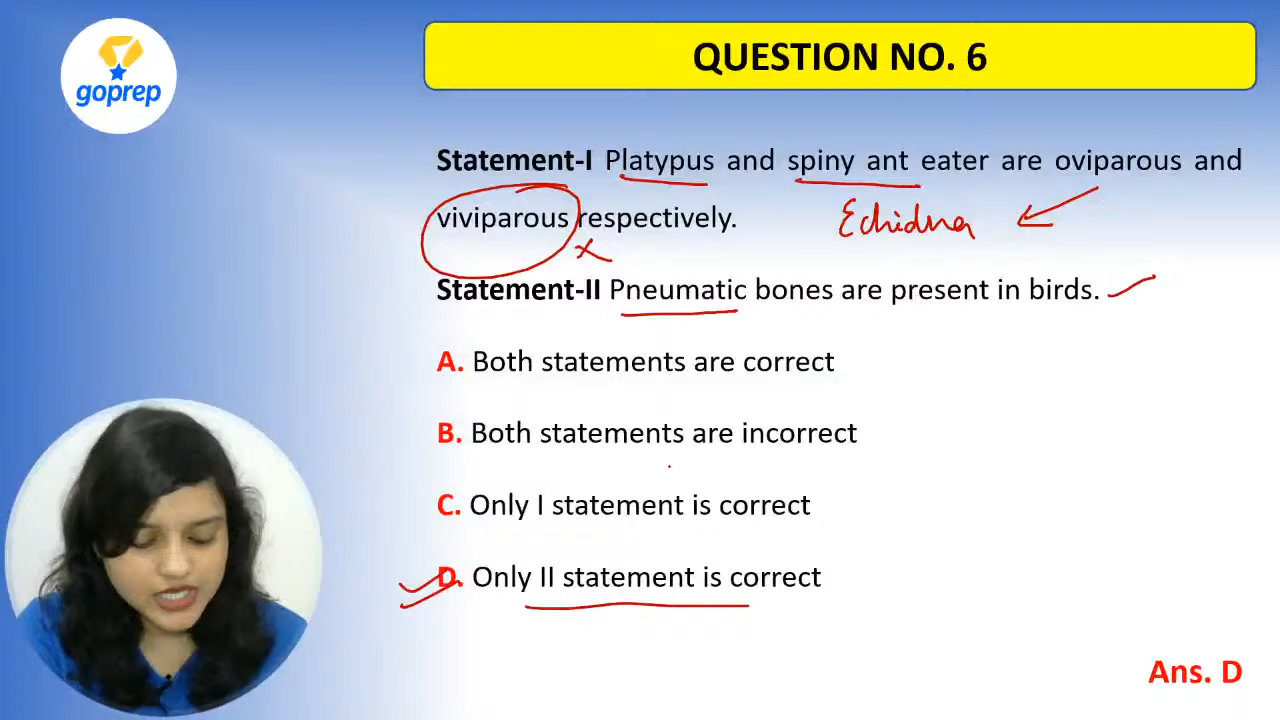 goprep
QUESTION NO. 6
Statement-I Platypus and spiny ant eater are oviparous and
viviparous respectively.
Echidna
Statement-II Pneumatic bones are present in birds.
A. Both statements are correct
B. Both statements are incorrect
C. Only I statement is correct
D. Only II statement is correct
Ans. D